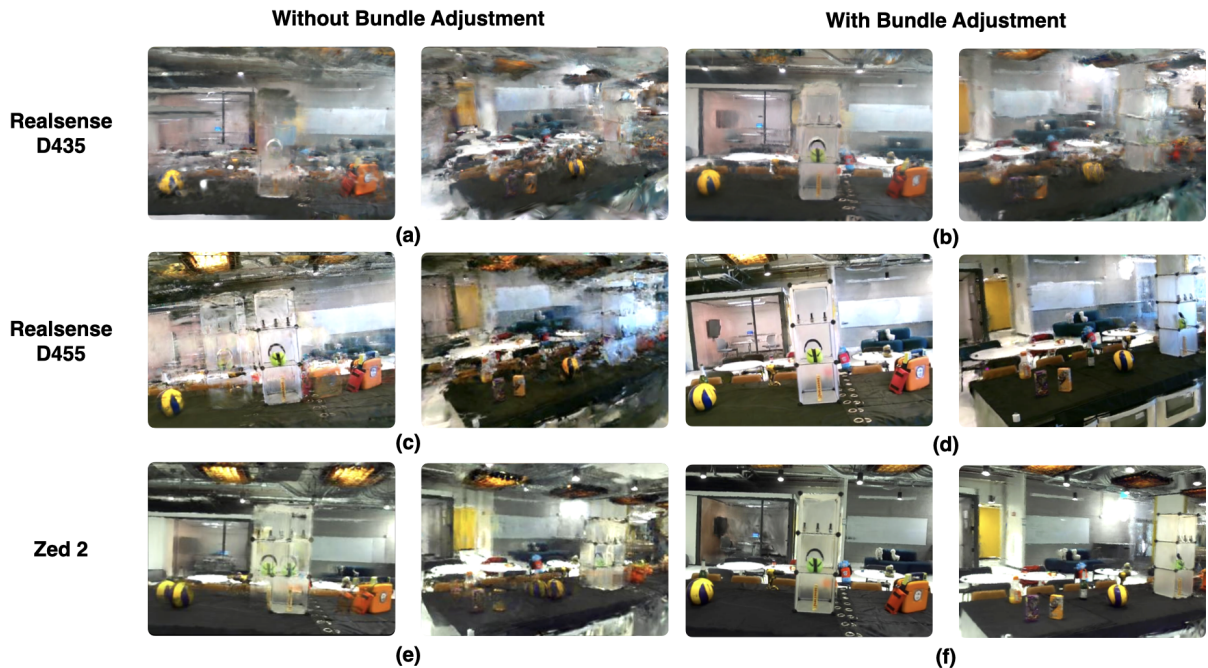 Without Bundle Adjustment
With Bundle Adjustment
Realsense
D435
(a)
(b)
Realsense
D455
(c)
(d)
Zed 2
(e)
(f)